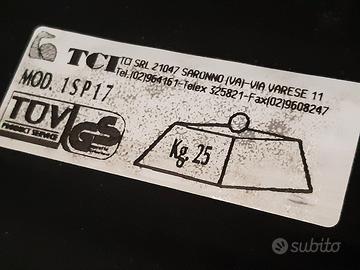 TCI TCI SRL 21047 SARONNO (VA)-VIA VARESE 11
Tel.(02)964161-Telex 325821-Fax(02)9608247
MOD. 1SP17
TÜV
PRODUCT SERVICE
GS
Kg. 25
subito